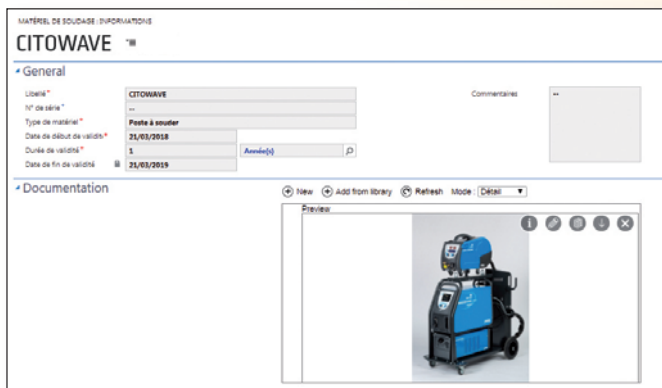 MATÉRIEL DE SOUDAGE : INFORMATIONS
CITOWAVE
General
Libellé * CITOWAVE Commentaires --
N° de série * --
Type de matériel * Poste à souder
Date de début de validité * 21/03/2018
Durée de validité * 1 Année(s)
Date de fin de validité 21/03/2019
Documentation
New Add from library Refresh Mode : Détail
Preview